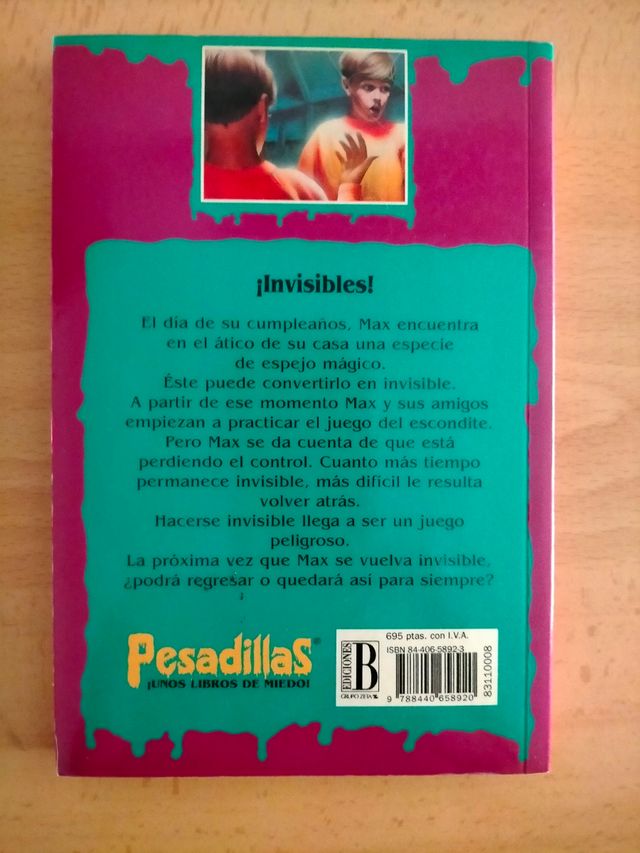 ¡Invisibles!
El día de su cumpleaños, Max encuentra
en el ático de su casa una especie
de espejo mágico.
Éste puede convertirlo en invisible.
A partir de ese momento Max y sus amigos
empiezan a practicar el juego del escondite.
Pero Max se da cuenta de que está
perdiendo el control. Cuanto más tiempo
permanece invisible, más difícil le resulta
volver atrás.
Hacerse invisible llega a ser un juego
peligroso.
La próxima vez que Max se vuelva invisible,
¿podrá regresar o quedará así para siempre?
Pesadillas®
¡UNOS LIBROS DE MIEDO!
EDICIONES
B
GRUPO ZETA
695 ptas. con I.V.A.
ISBN 84-406-5892-3
9 788440 658920
83110008